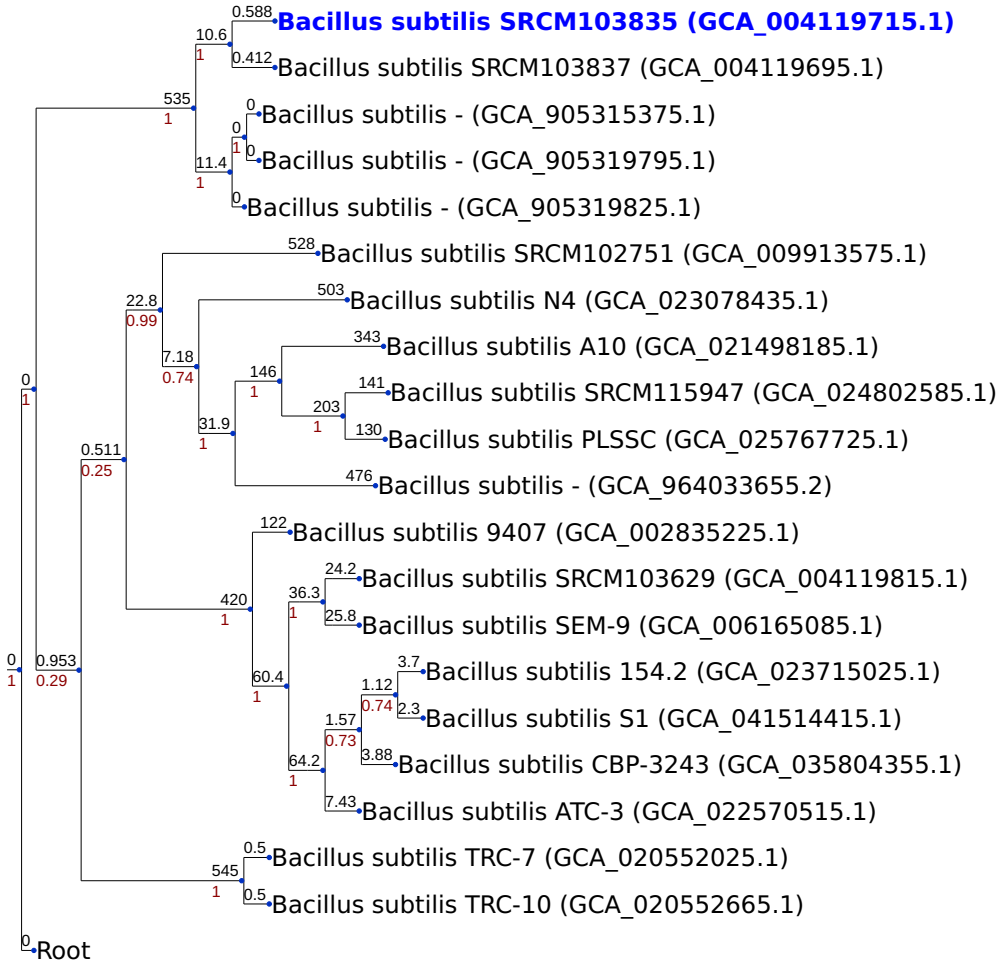 0.588
Bacillus subtilis SRCM103835 (GCA_004119715.1)
10.6
1
0.412
Bacillus subtilis SRCM103837 (GCA_004119695.1)
535
1
0
Bacillus subtilis - (GCA_905315375.1)
0
1
0
Bacillus subtilis - (GCA_905319795.1)
11.4
1
0
Bacillus subtilis - (GCA_905319825.1)
528
Bacillus subtilis SRCM102751 (GCA_009913575.1)
22.8
0.99
503
Bacillus subtilis N4 (GCA_023078435.1)
7.18
0.74
343
Bacillus subtilis A10 (GCA_021498185.1)
146
1
141
Bacillus subtilis SRCM115947 (GCA_024802585.1)
0
1
203
1
31.9
1
130
Bacillus subtilis PLSSC (GCA_025767725.1)
0.511
0.25
476
Bacillus subtilis - (GCA_964033655.2)
122
Bacillus subtilis 9407 (GCA_002835225.1)
24.2
Bacillus subtilis SRCM103629 (GCA_004119815.1)
420
1
36.3
1
25.8
Bacillus subtilis SEM-9 (GCA_006165085.1)
0
1
0.953
0.29
60.4
1
3.7
Bacillus subtilis 154.2 (GCA_023715025.1)
1.12
0.74
2.3
Bacillus subtilis S1 (GCA_041514415.1)
1.57
0.73
3.88
Bacillus subtilis CBP-3243 (GCA_035804355.1)
64.2
1
7.43
Bacillus subtilis ATC-3 (GCA_022570515.1)
0.5
Bacillus subtilis TRC-7 (GCA_020552025.1)
545
1
0.5
Bacillus subtilis TRC-10 (GCA_020552665.1)
0
Root